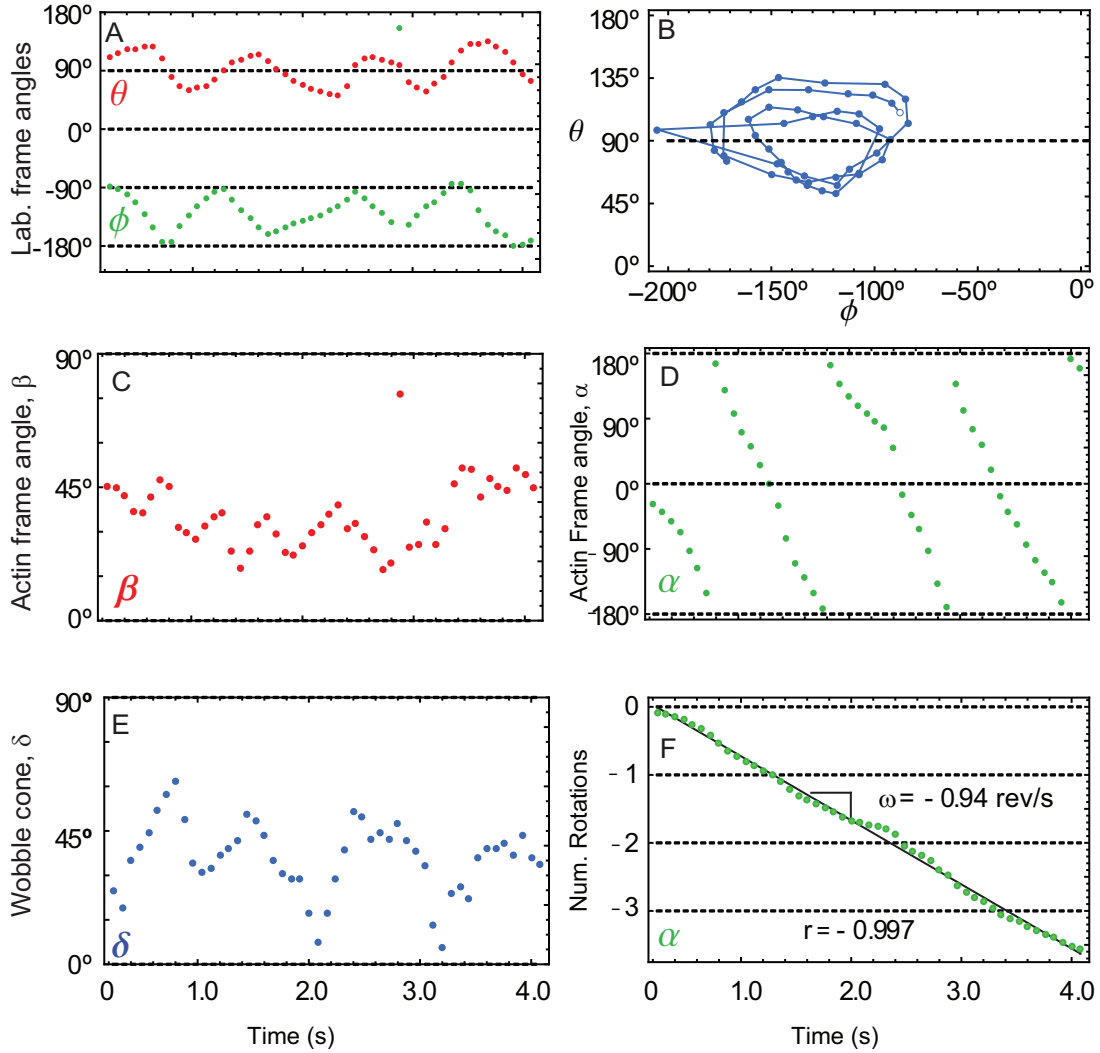 180º
A
90º
θ
0º
-90º
ϕ
-180º
Lab. frame angles
B
135º
θ
90º
45º
0º
−200º −150º −100º −50º 0º
ϕ
90º
C
45º
β
0º
Actin frame angle, β
D
180º
90º
0º
-90º
α
-180º
Actin Frame angle, α
90º
E
45º
δ
0º
Wobble cone, δ
0 1.0 2.0 3.0 4.0
Time (s)
0
F
-1
ω = - 0.94 rev/s
-2
-3
r = - 0.997
α
Num. Rotations
0 1.0 2.0 3.0 4.0
Time (s)